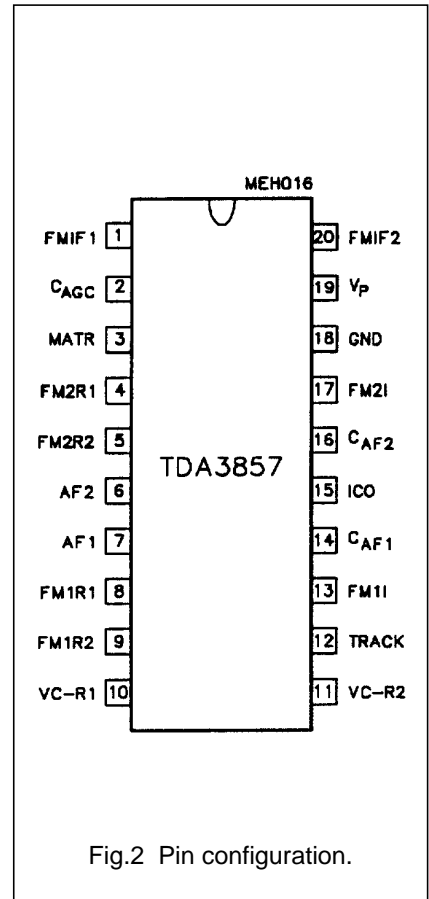 MEH016
FMIF1 1
20 FMIF2
CAGC 2
19 VP
MATR 3
18 GND
FM2R1 4
17 FM2I
FM2R2 5
16 CAF2
AF2 6
15 ICO
TDA3857
AF1 7
14 CAF1
FM1R1 8
13 FM1I
FM1R2 9
12 TRACK
VC-R1 10
11 VC-R2
Fig.2 Pin configuration.